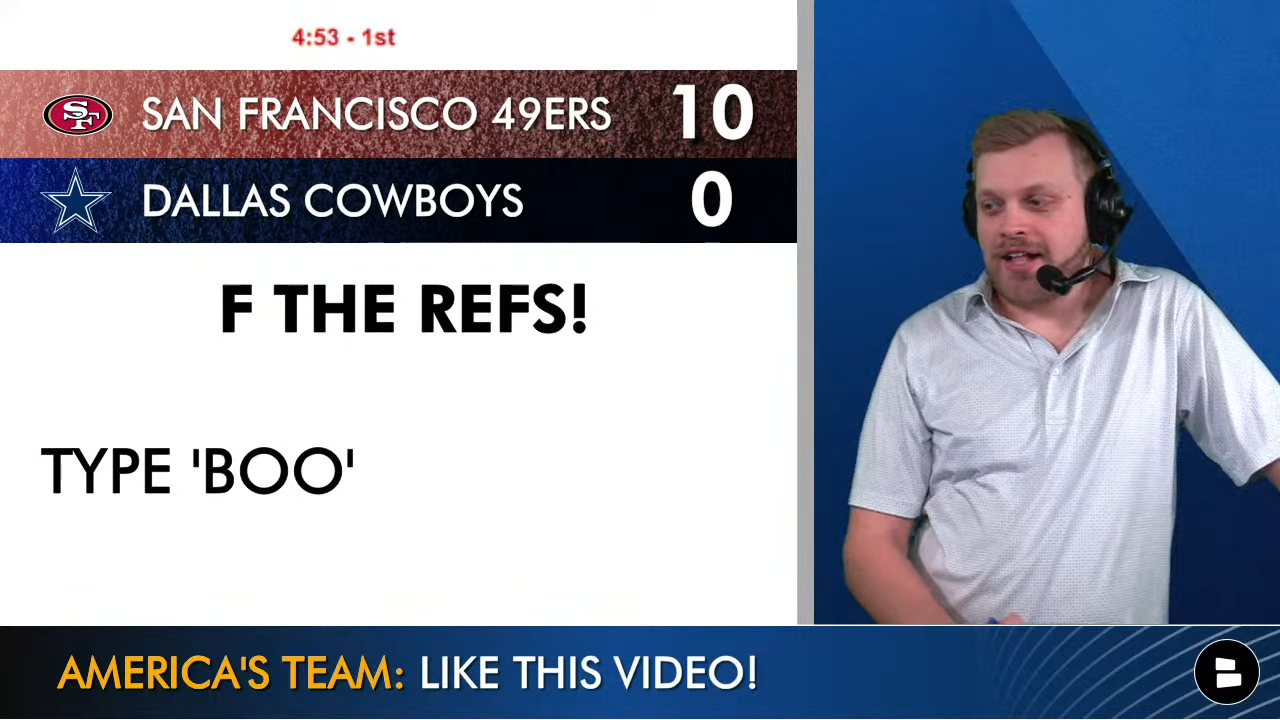 4:53 - 1st
SF SAN FRANCISCO 49ERS 10
DALLAS COWBOYS 0
F THE REFS!
TYPE 'BOO'
AMERICA'S TEAM: LIKE THIS VIDEO!